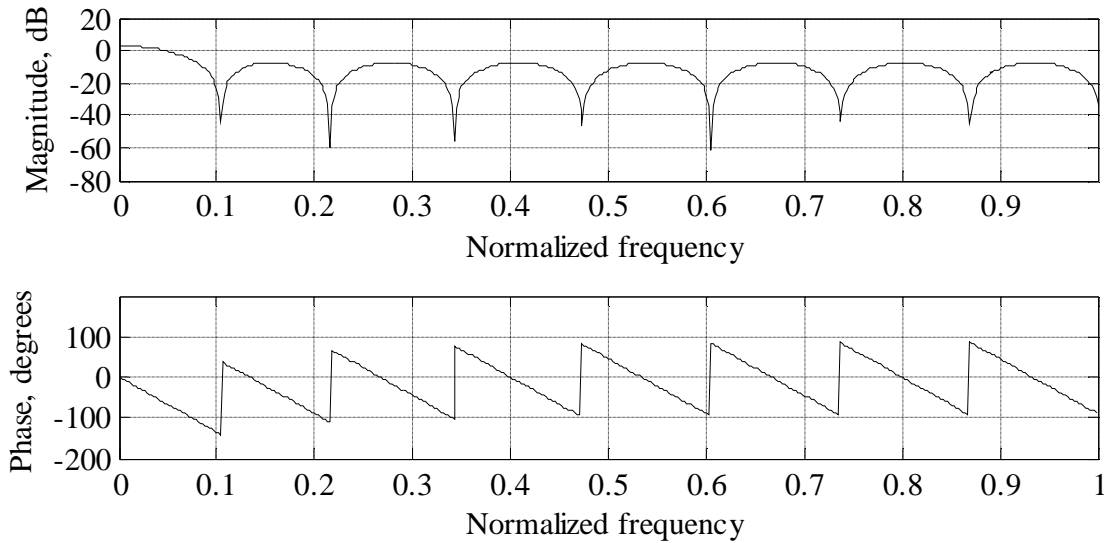 Magnitude, dB
20
0
-20
-40
-60
-80
0 0.1 0.2 0.3 0.4 0.5 0.6 0.7 0.8 0.9
Normalized frequency
Phase, degrees
100
0
-100
-200
0 0.1 0.2 0.3 0.4 0.5 0.6 0.7 0.8 0.9 1
Normalized frequency